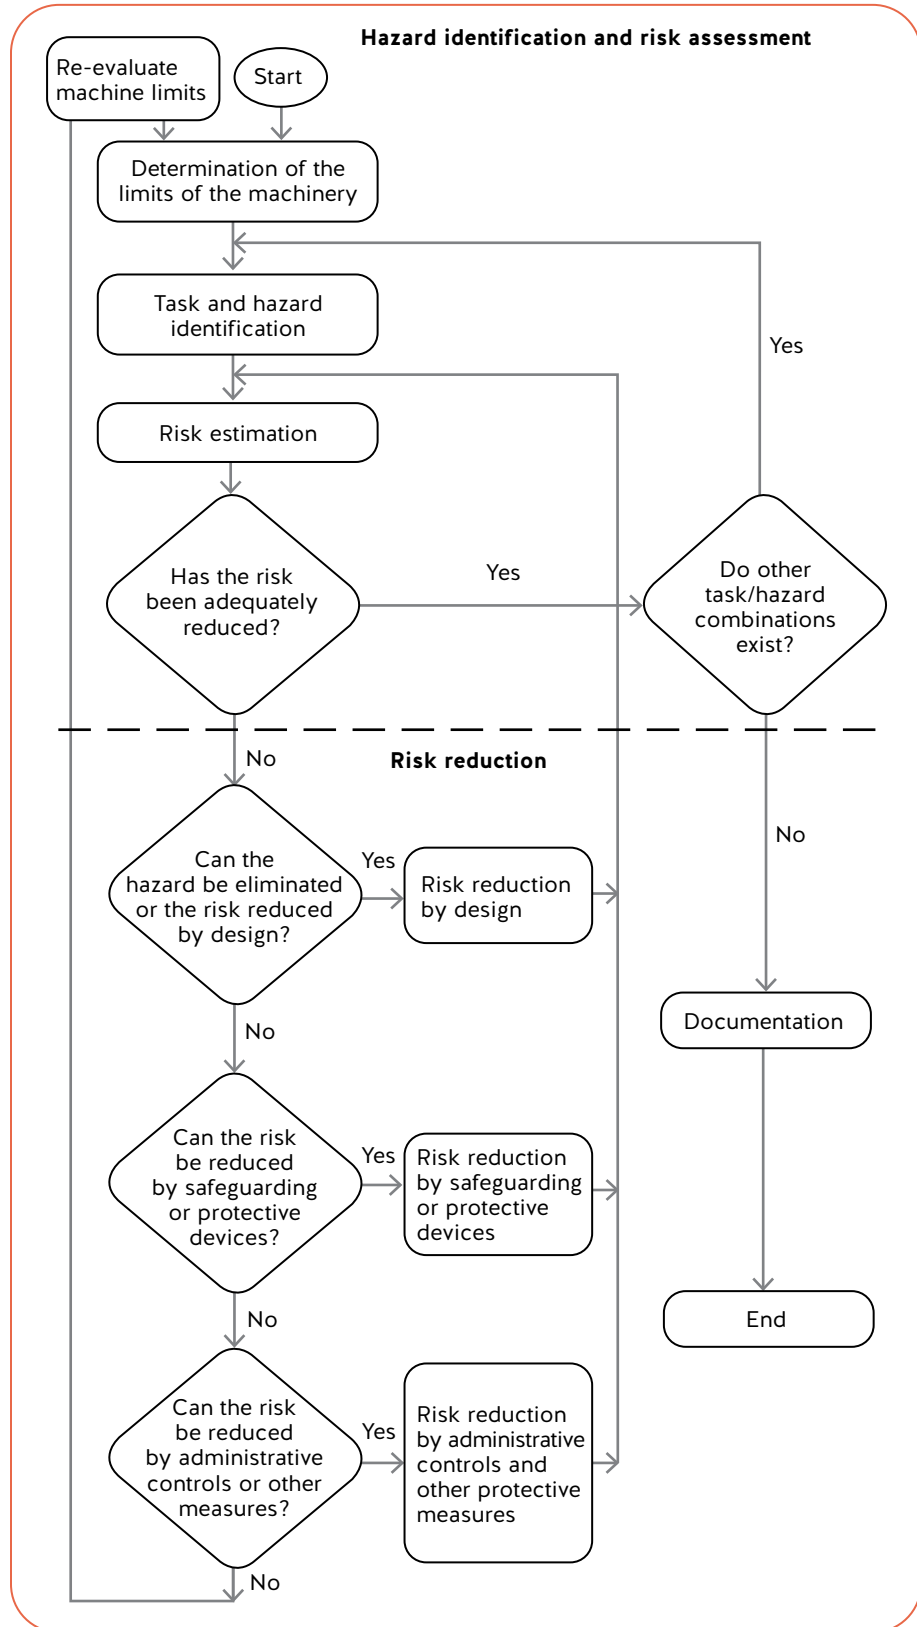 Hazard identification and risk assessment
Re-evaluate
machine limits
Start
Determination of the
limits of the machinery
Task and hazard
identification
Yes
Risk estimation
Has the risk
been adequately
reduced?
Yes
Do other
task/hazard
combinations
exist?
No
Risk reduction
Can the
hazard be eliminated
or the risk reduced
by design?
Yes
Risk reduction
by design
No
No
Documentation
Can the risk
be reduced
by safeguarding
or protective
devices?
Yes
Risk reduction
by safeguarding
or protective
devices
No
End
Can the risk
be reduced
by administrative
controls or other
measures?
Yes
Risk reduction
by administrative
controls and
other protective
measures
No